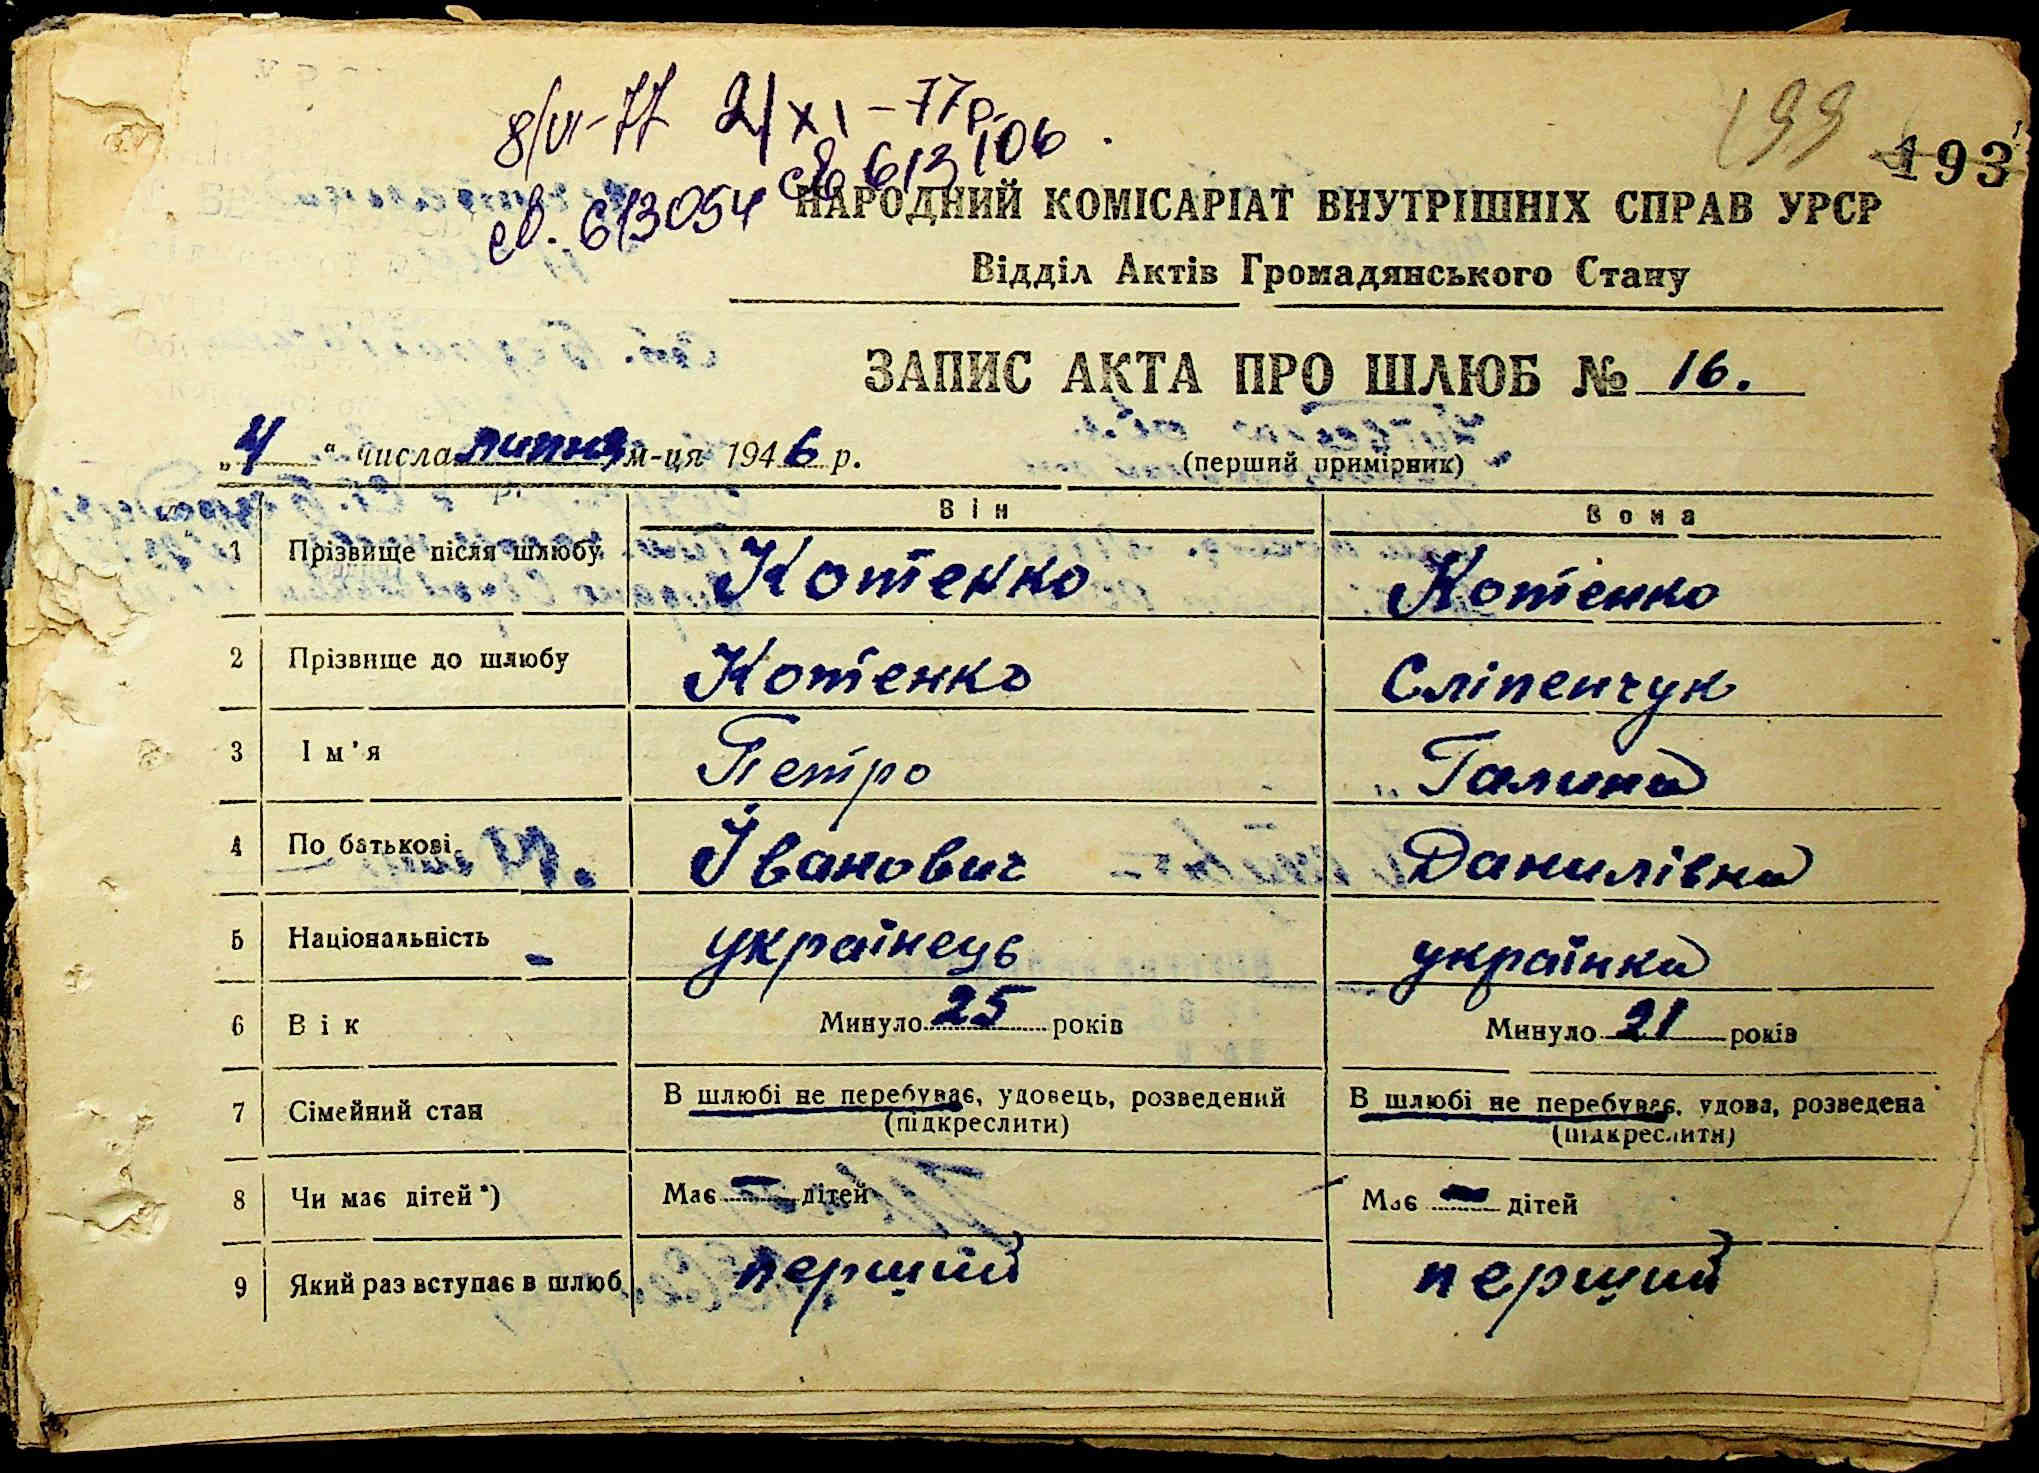 8/VI-77 2/XI-77р.
св. 613054 св 613106
199
193
НАРОДНИЙ КОМІСАРІАТ ВНУТРІШНІХ СПРАВ УРСР
Відділ Актів Громадянського Стану
ЗАПИС АКТА ПРО ШЛЮБ № 16.
„4" числа липня м-ця 1946 р. (перший примірник)
Він Вона
1 Прізвище після шлюбу Котенко Котенко
2 Прізвище до шлюбу Котенко Сліпенчук
3 Ім'я Петро Галина
4 По батькові Іванович Данилівна
5 Національність - українець українка
6 Вік Минуло 25 років Минуло 21 років
7 Сімейний стан В шлюбі не перебуває, удовець, розведений В шлюбі не перебуває, удова, розведена
(підкреслити) (підкреслити)
8 Чи має дітей*) Має — дітей Має — дітей
9 Який раз вступає в шлюб перший перший